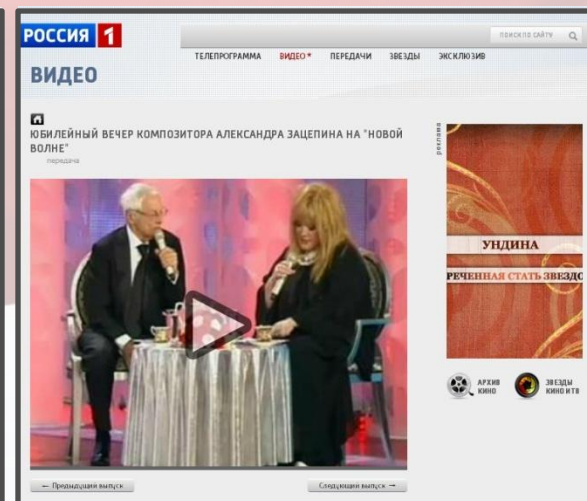 РОССИЯ 1
ПОИСК ПО САЙТУ
ТЕЛЕПРОГРАММА ВИДЕО ПЕРЕДАЧИ ЗВЕЗДЫ ЭКСКЛЮЗИВ
ВИДЕО
ЮБИЛЕЙНЫЙ ВЕЧЕР КОМПОЗИТОРА АЛЕКСАНДРА ЗАЦЕПИНА НА "НОВОЙ
ВОЛНЕ"
передача
реклама
УНДИНА
РЕЧЕННАЯ СТАТЬ ЗВЕЗДО
АРХИВ
КИНО
ЗВЕЗДЫ
КИНО И ТВ
← Предыдущий выпуск
Следующий выпуск →